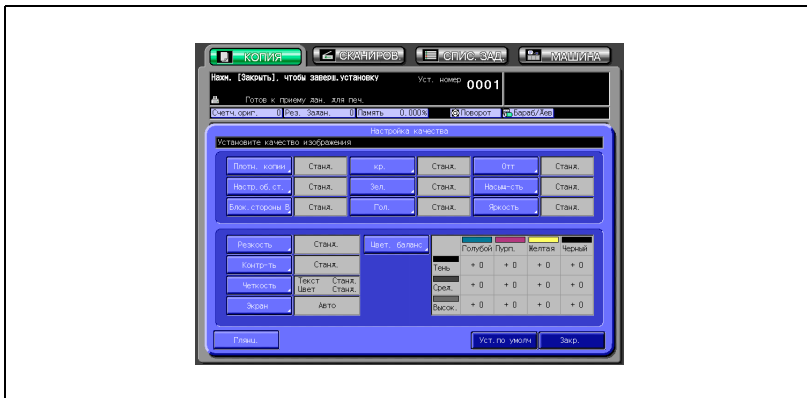 КОПИЯ СКАНИРОВ. СПИС. ЗАД. МАШИНА
Нажм. [Закрыть], чтобы заверш.установку Уст. номер 0001
Готов к приему дан. для печ.
Счетч.ориг. 0 Рез. Задан. 0 Память 0.000% Поворот Бараб/Лев
Настройка качества
Установите качество изображения
Плотн. копии Станд. кр. Станд. Отт Станд.
Настр.об.ст. Станд. Зел. Станд. Насыщ-сть Станд.
Блок.стороны В Станд. Гол. Станд. Яркость Станд.
Резкость Станд. Цвет. баланс Голубой Пурп. Желтая Черный
Контр-ть Станд. Тень + 0 + 0 + 0 + 0
Четкость Текст Станд. Цвет Станд. Сред. + 0 + 0 + 0 + 0
Экран Авто Высок. + 0 + 0 + 0 + 0
Глянц. Уст.по умолч Закр.